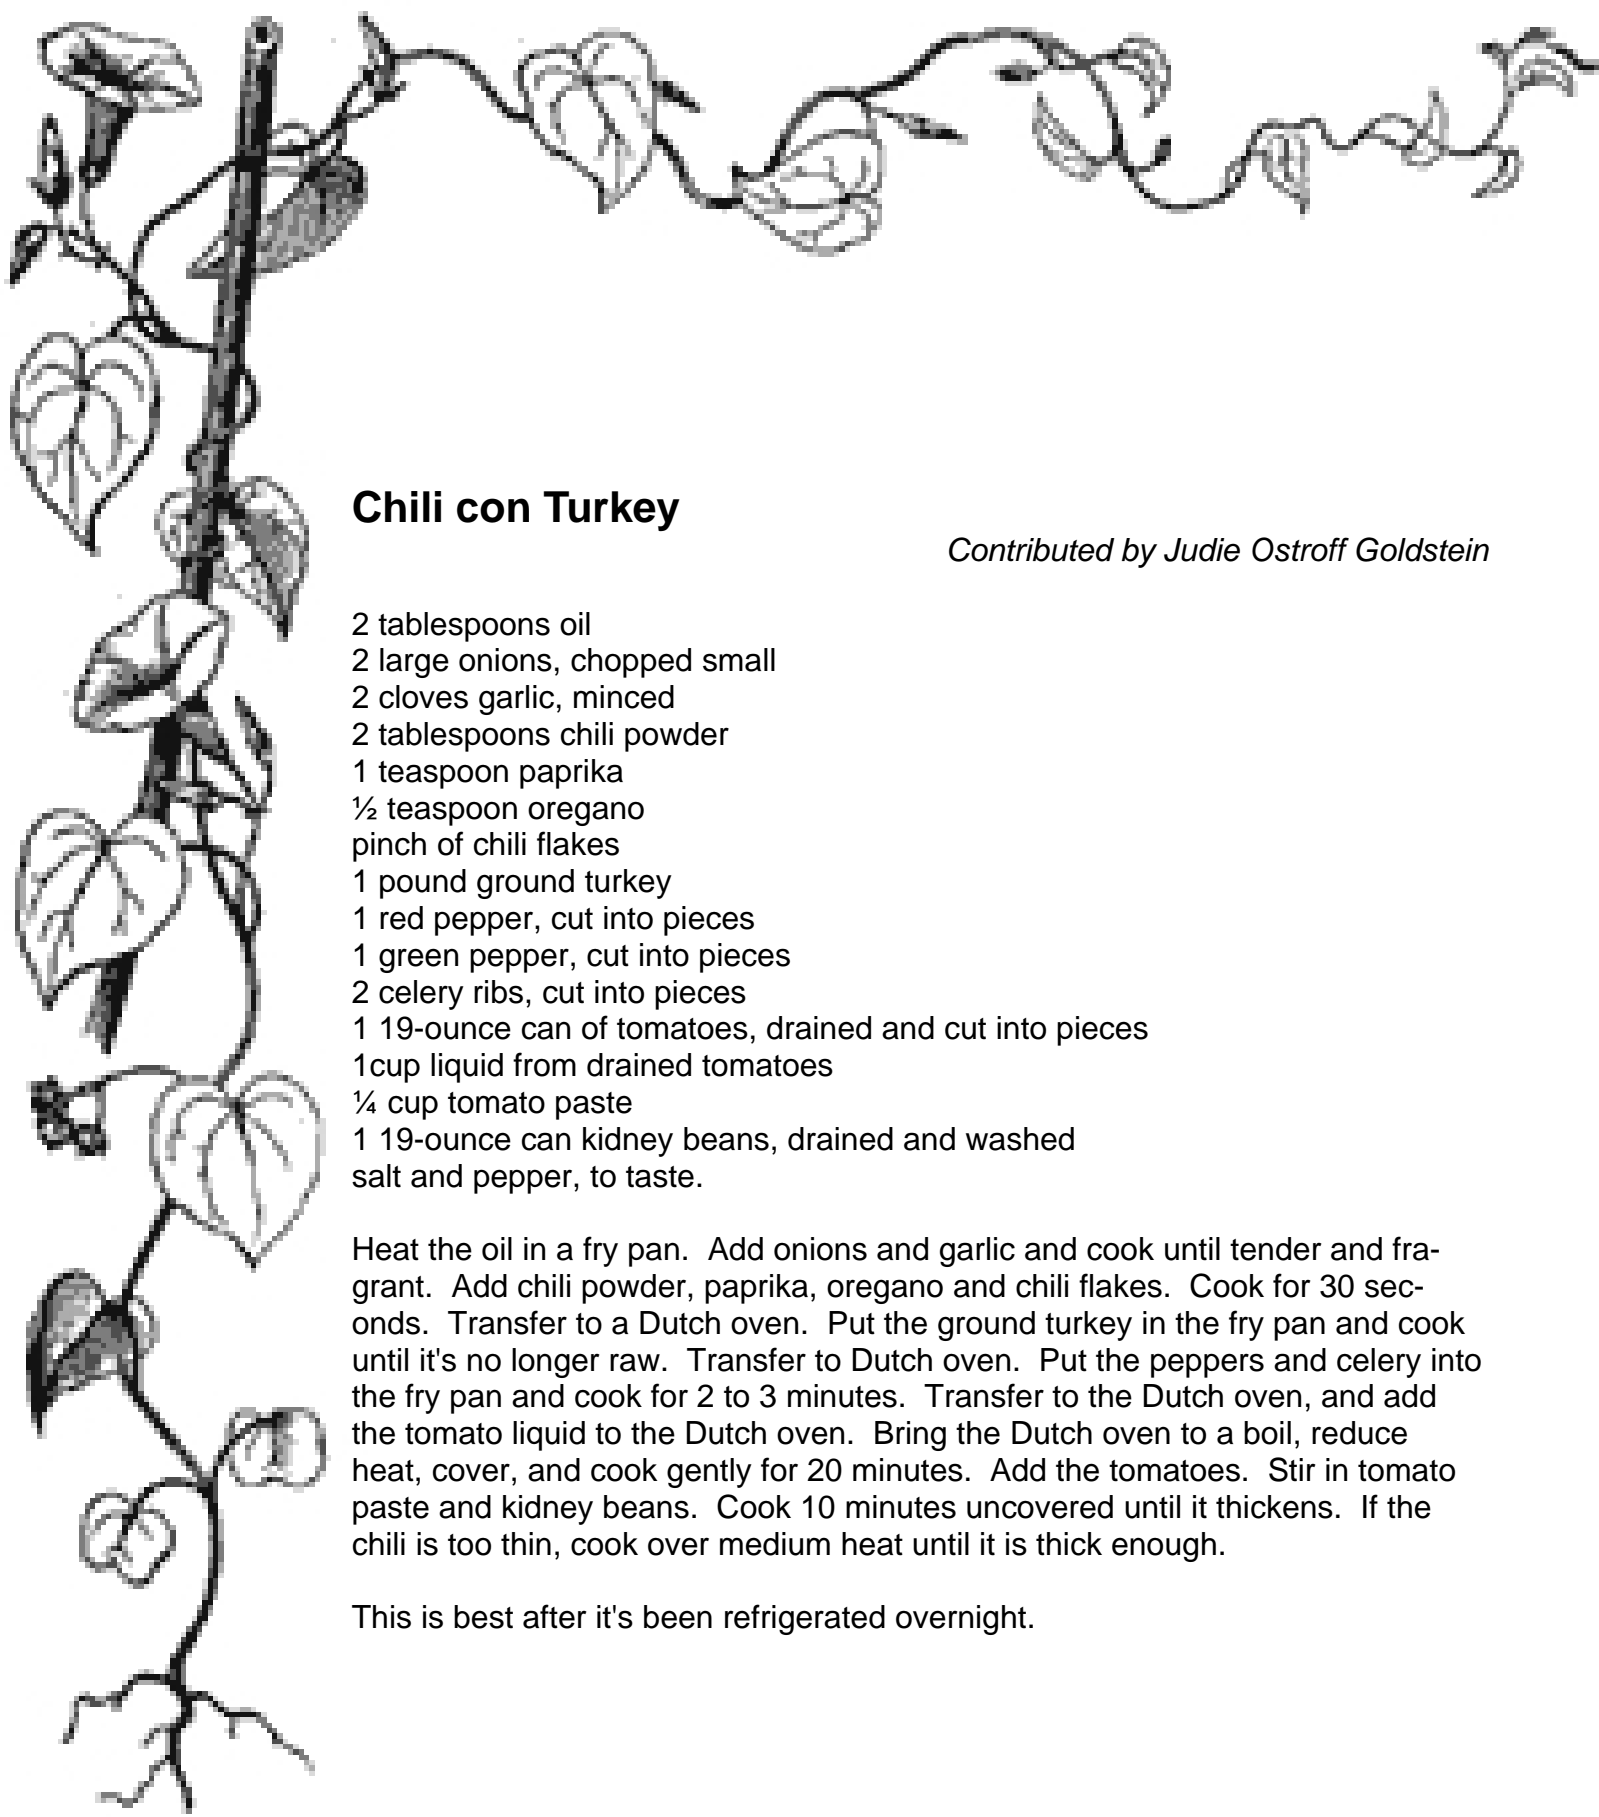 Chili con Turkey
Contributed by Judie Ostroff Goldstein
2 tablespoons oil
2 large onions, chopped small
2 cloves garlic, minced
2 tablespoons chili powder
1 teaspoon paprika
½ teaspoon oregano
pinch of chili flakes
1 pound ground turkey
1 red pepper, cut into pieces
1 green pepper, cut into pieces
2 celery ribs, cut into pieces
1 19-ounce can of tomatoes, drained and cut into pieces
1cup liquid from drained tomatoes
¼ cup tomato paste
1 19-ounce can kidney beans, drained and washed
salt and pepper, to taste.
Heat the oil in a fry pan.  Add onions and garlic and cook until tender and fra-
grant.  Add chili powder, paprika, oregano and chili flakes.  Cook for 30 sec-
onds.  Transfer to a Dutch oven.  Put the ground turkey in the fry pan and cook
until it's no longer raw.  Transfer to Dutch oven.  Put the peppers and celery into
the fry pan and cook for 2 to 3 minutes.  Transfer to the Dutch oven, and add
the tomato liquid to the Dutch oven.  Bring the Dutch oven to a boil, reduce
heat, cover, and cook gently for 20 minutes.  Add the tomatoes.  Stir in tomato
paste and kidney beans.  Cook 10 minutes uncovered until it thickens.  If the
chili is too thin, cook over medium heat until it is thick enough.
This is best after it's been refrigerated overnight.